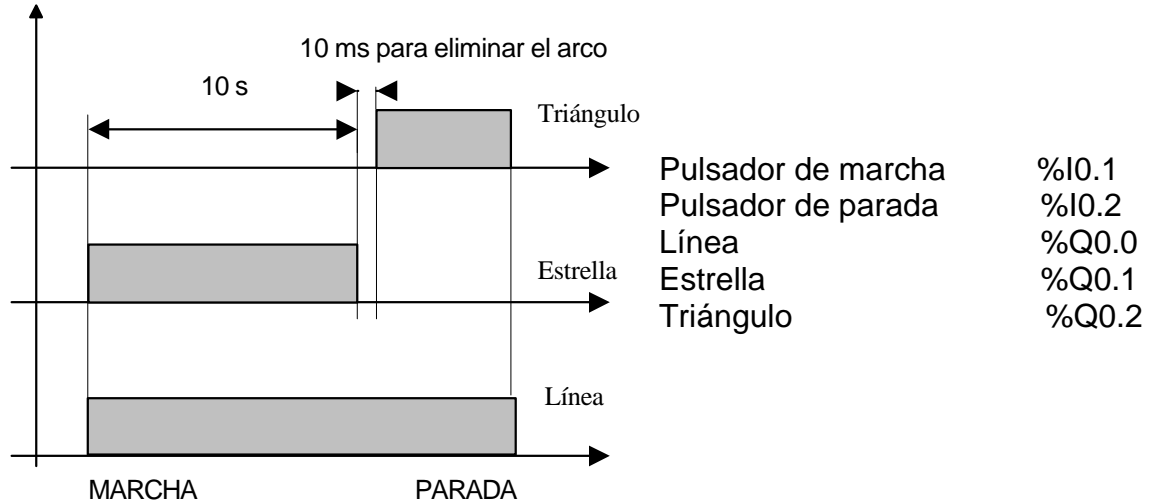 10 ms para eliminar el arco
10 s
Triángulo
Estrella
Línea
MARCHA PARADA
Pulsador de marcha %I0.1
Pulsador de parada %I0.2
Línea %Q0.0
Estrella %Q0.1
Triángulo %Q0.2